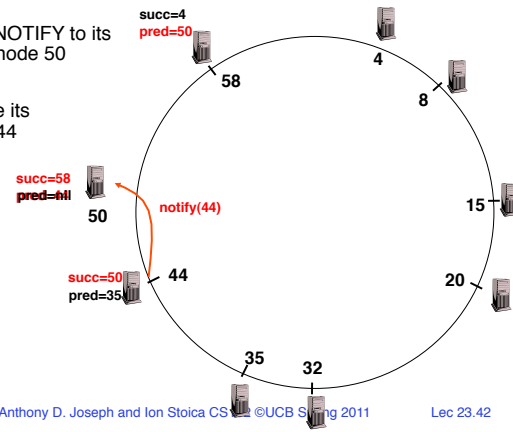 NOTIFY to its
node 50
e its
44
succ=4
pred=50
58
4
8
15
20
32
35
succ=50
pred=35
44
notify(44)
succ=58
pred=nil
50
Anthony D. Joseph and Ion Stoica CS ©UCB Spring 2011
Lec 23.42